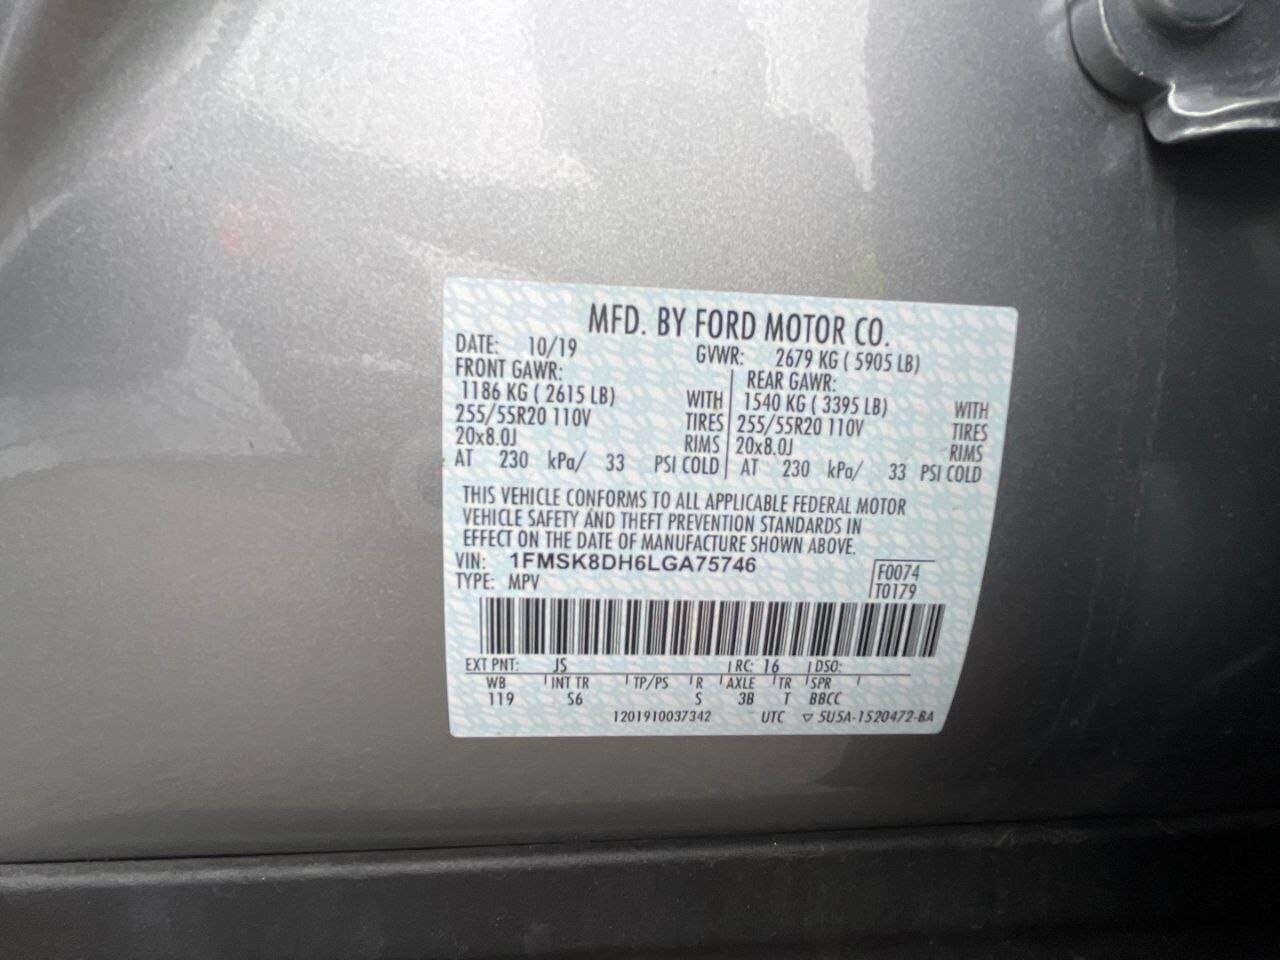 MFD. BY FORD MOTOR CO.
DATE: 10/19 GVWR: 2679 KG ( 5905 LB)
FRONT GAWR: REAR GAWR:
1186 KG ( 2615 LB) WITH 1540 KG ( 3395 LB) WITH
255/55R20 110V TIRES 255/55R20 110V TIRES
20x8.0J RIMS 20x8.0J RIMS
AT 230 kPa/ 33 PSI COLD AT 230 kPa/ 33 PSI COLD
THIS VEHICLE CONFORMS TO ALL APPLICABLE FEDERAL MOTOR
VEHICLE SAFETY AND THEFT PREVENTION STANDARDS IN
EFFECT ON THE DATE OF MANUFACTURE SHOWN ABOVE.
VIN: 1FMSK8DH6LGA75746 F0074
TYPE: MPV T0179
EXT PNT: JS RC: 16 DSO:
WB INT TR TP/PS R AXLE TR SPR
119 56 5 3B T BBCC
1201910037342 UTC ▽ 5U5A-1520472-BA